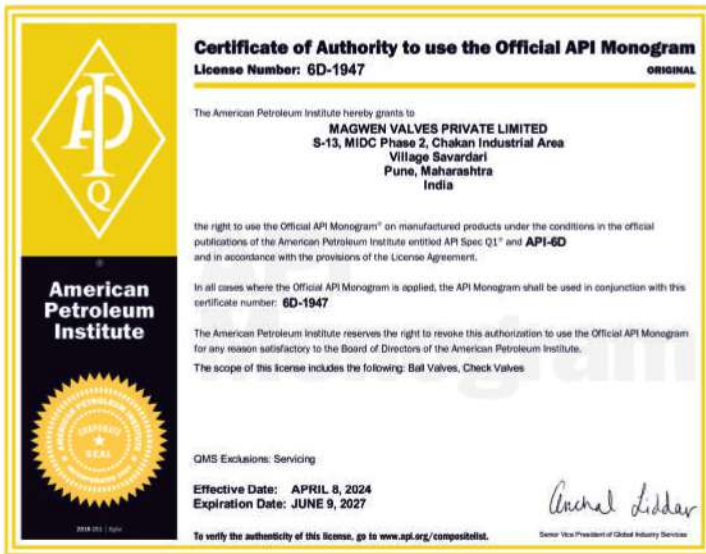 Certificate of Authority to use the Official API Monogram
License Number: 6D-1947
ORIGINAL
The American Petroleum Institute hereby grants to
MAGWEN VALVES PRIVATE LIMITED
S-13, MIDC Phase 2, Chakan Industrial Area
Village Savardari
Pune, Maharashtra
India
the right to use the Official API Monogram® on manufactured products under the conditions in the official
publications of the American Petroleum Institute entitled API Spec Q1® and API-6D
and in accordance with the provisions of the License Agreement.
In all cases where the Official API Monogram is applied, the API Monogram shall be used in conjunction with this
certificate number: 6D-1947
The American Petroleum Institute reserves the right to revoke this authorization to use the Official API Monogram
for any reason satisfactory to the Board of Directors of the American Petroleum Institute.
The scope of this license includes the following: Ball Valves, Check Valves
QMS Exclusions: Servicing
Effective Date: APRIL 8, 2024
Expiration Date: JUNE 9, 2027
To verify the authenticity of this license, go to www.api.org/compositelist.
Anchal Liddar
Senior Vice President of Global Industry Services
API
Q
®
American
Petroleum
Institute
AMERICAN PETROLEUM INSTITUTE
CORPORATE
SEAL